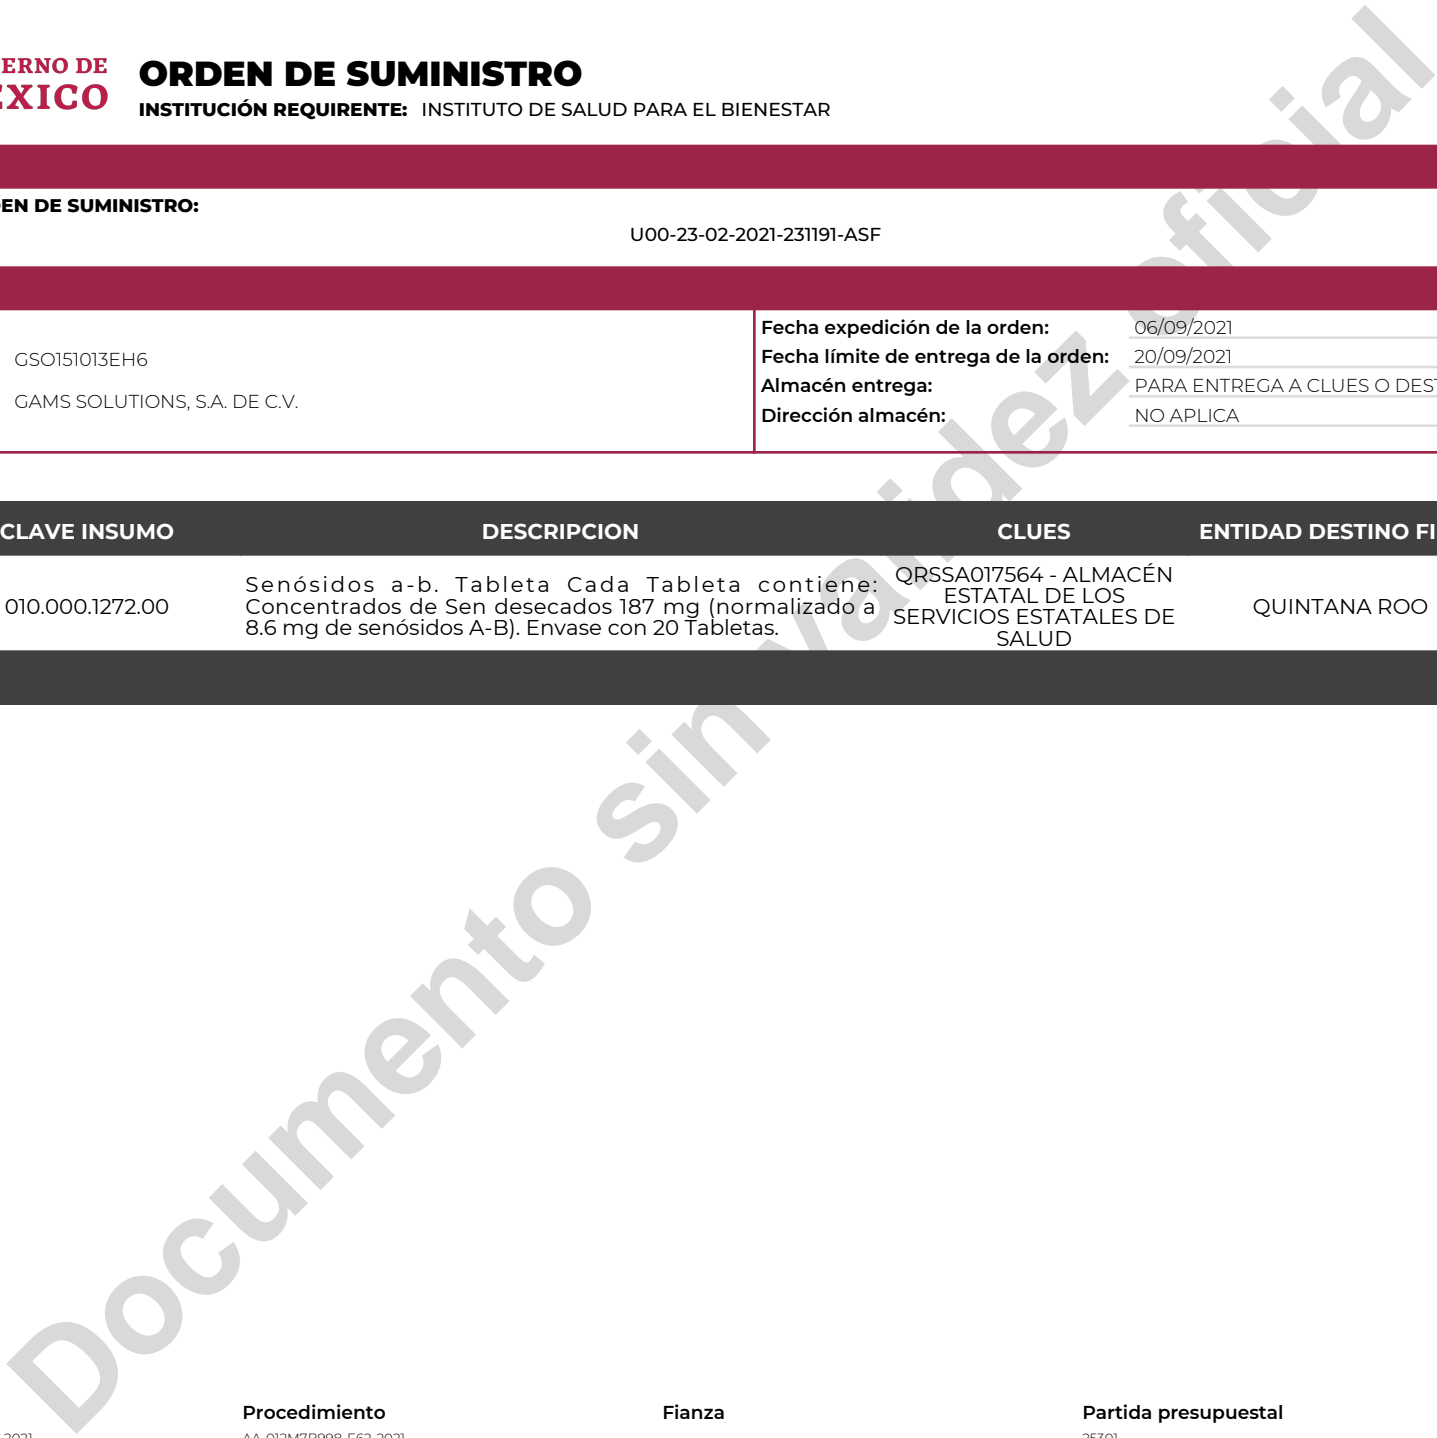 ERNO DE
EXICO
ORDEN DE SUMINISTRO
INSTITUCIÓN REQUIRENTE: INSTITUTO DE SALUD PARA EL BIENESTAR
EN DE SUMINISTRO:
U00-23-02-2021-231191-ASF
GSO151013EH6
GAMS SOLUTIONS, S.A. DE C.V.
Fecha expedición de la orden: 06/09/2021
Fecha límite de entrega de la orden: 20/09/2021
Almacén entrega: PARA ENTREGA A CLUES O DEST
Dirección almacén: NO APLICA
CLAVE INSUMO DESCRIPCION CLUES ENTIDAD DESTINO FI
010.000.1272.00
Senósidos a-b. Tableta Cada Tableta contiene:
Concentrados de Sen desecados 187 mg (normalizado a
8.6 mg de senósidos A-B). Envase con 20 Tabletas.
QRSSA017564 - ALMACÉN
ESTATAL DE LOS
SERVICIOS ESTATALES DE
SALUD
QUINTANA ROO
Documento sin validez oficial
Procedimiento Fianza Partida presupuestal